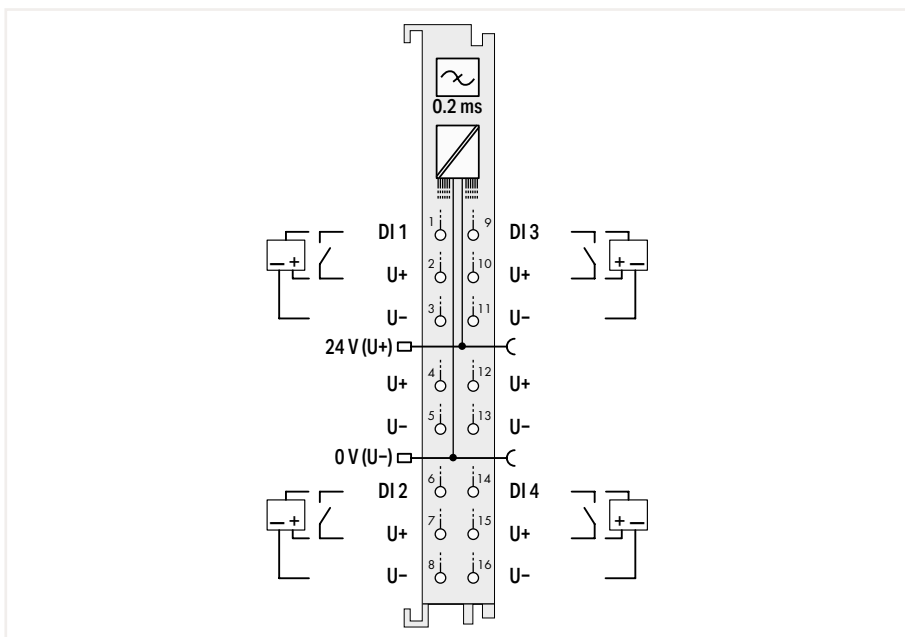 0.2 ms
DI 1 1 9 DI 3
– + + –
U+ 2 10 U+
U– 3 11 U–
24 V (U+)
U+ 4 12 U+
U– 5 13 U–
0 V (U–)
DI 2 6 14 DI 4
– + + –
U+ 7 15 U+
U– 8 16 U–